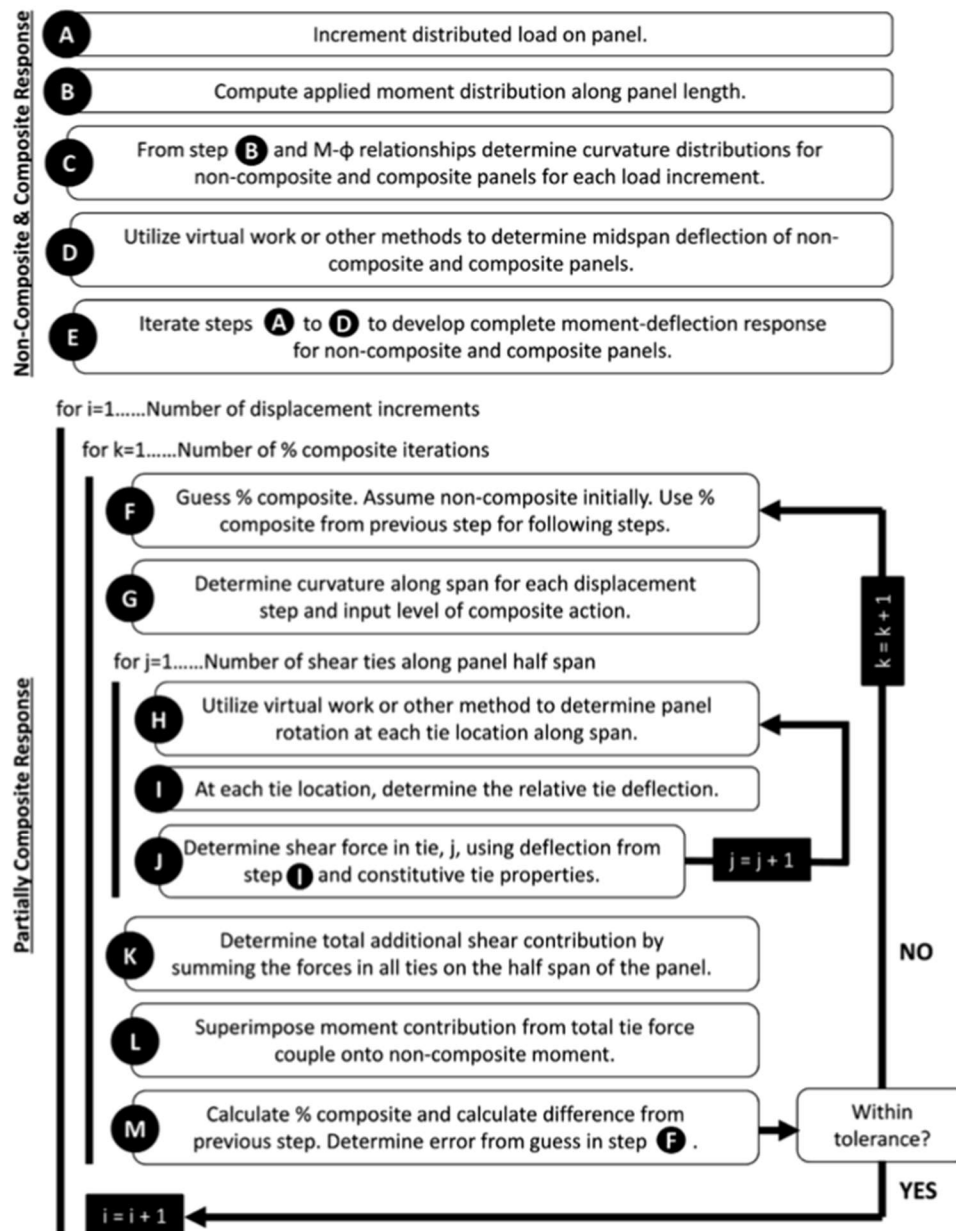 Non-Composite & Composite Response
A
Increment distributed load on panel.
B
Compute applied moment distribution along panel length.
C
From step B and M-ϕ relationships determine curvature distributions for
non-composite and composite panels for each load increment.
D
Utilize virtual work or other methods to determine midspan deflection of non-
composite and composite panels.
E
Iterate steps A to D to develop complete moment-deflection response
for non-composite and composite panels.
for i=1......Number of displacement increments
for k=1......Number of % composite iterations
Partially Composite Response
F
Guess % composite. Assume non-composite initially. Use %
composite from previous step for following steps.
G
Determine curvature along span for each displacement
step and input level of composite action.
k = k + 1
for j=1......Number of shear ties along panel half span
H
Utilize virtual work or other method to determine panel
rotation at each tie location along span.
I
At each tie location, determine the relative tie deflection.
J
Determine shear force in tie, j, using deflection from
step I and constitutive tie properties.
j = j + 1
K
Determine total additional shear contribution by
summing the forces in all ties on the half span of the panel.
NO
L
Superimpose moment contribution from total tie force
couple onto non-composite moment.
M
Calculate % composite and calculate difference from
previous step. Determine error from guess in step F .
Within
tolerance?
YES
i = i + 1